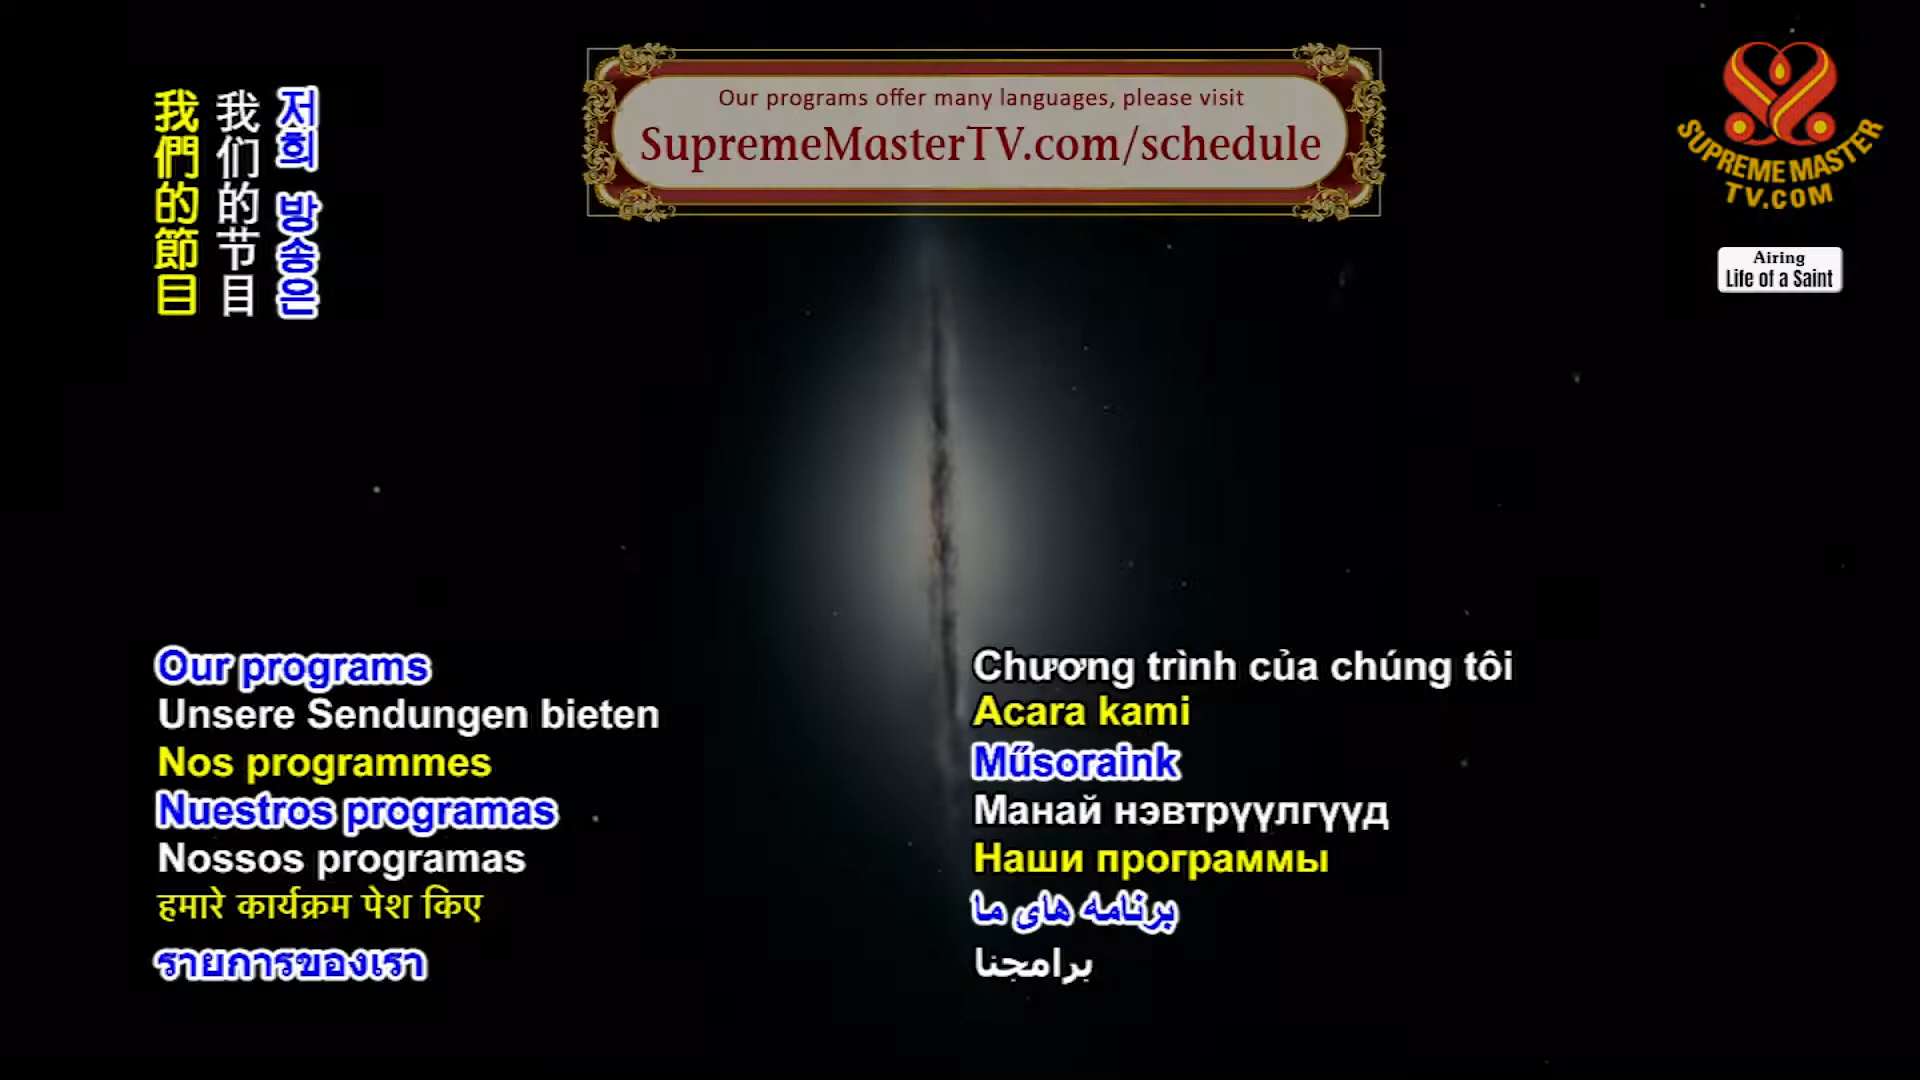 Our programs offer many languages, please visit
SupremeMasterTV.com/schedule
SUPREME MASTER
TV.COM
Airing
Life of a Saint
我們的節目
我们的节目
저희 방송은
Our programs
Unsere Sendungen bieten
Nos programmes
Nuestros programas
Nossos programas
हमारे कार्यक्रम पेश किए
รายการของเรา
Chương trình của chúng tôi
Acara kami
Műsoraink
Манай нэвтрүүлгүүд
Наши программы
برنامه های ما
برامجنا